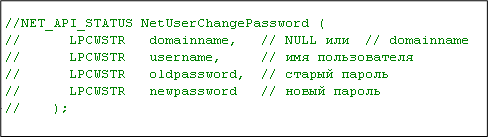 //NET_API_STATUS NetUserChangePassword (
//      LPCWSTR   domainname,   // NULL или  // domainname
//      LPCWSTR   username,     // имя пользователя
//      LPCWSTR   oldpassword,  // старый пароль
//      LPCWSTR   newpassword   // новый пароль
//    );